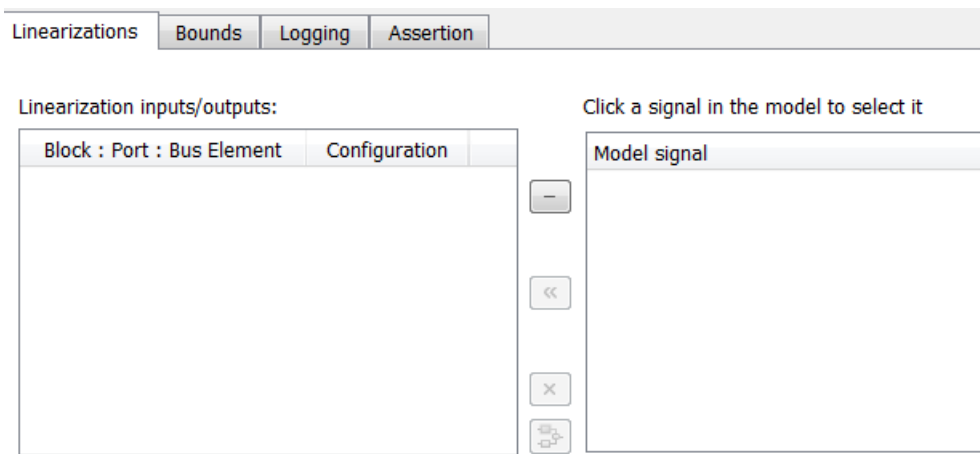 Linearizations Bounds Logging Assertion
Linearization inputs/outputs: Click a signal in the model to select it
Block : Port : Bus Element Configuration Model signal